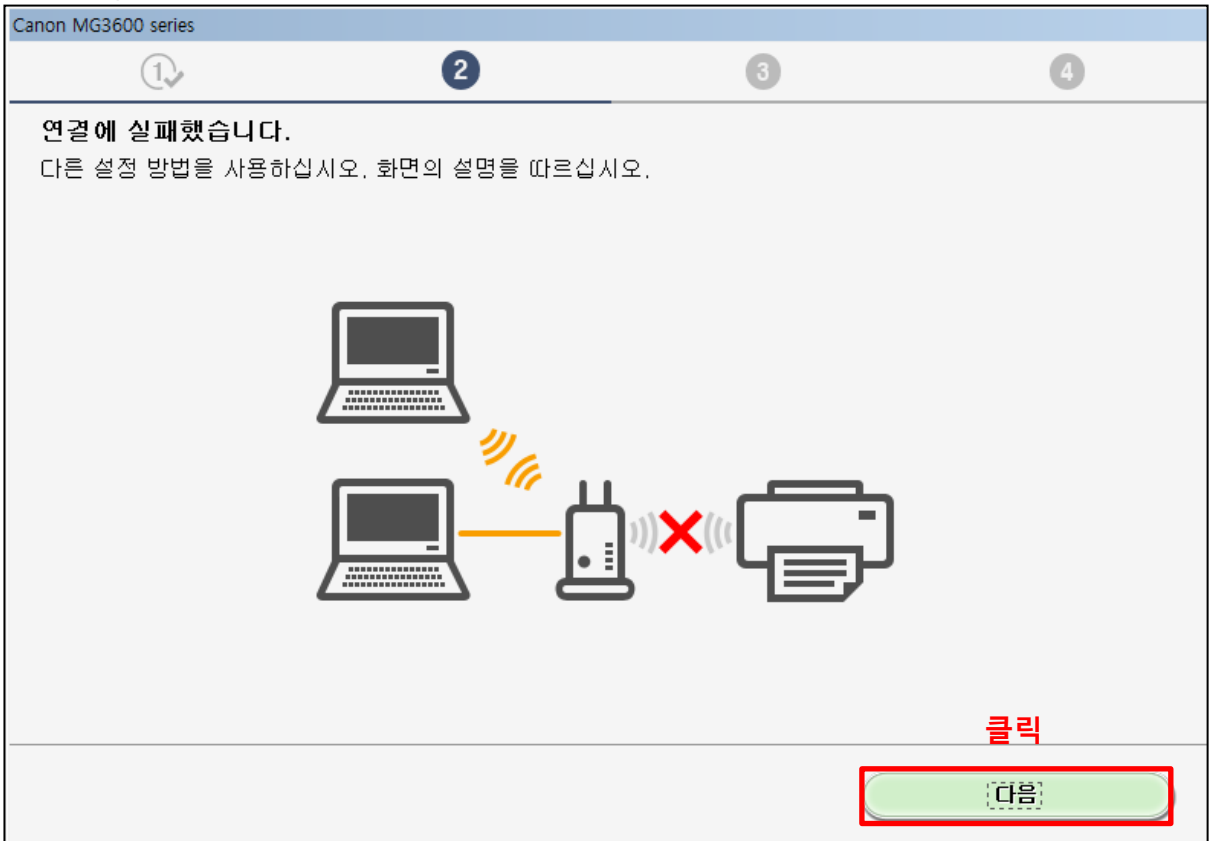 Canon MG3600 series
1 2 3 4
연결에 실패했습니다.
다른 설정 방법을 사용하십시오. 화면의 설명을 따르십시오.
클릭
다음